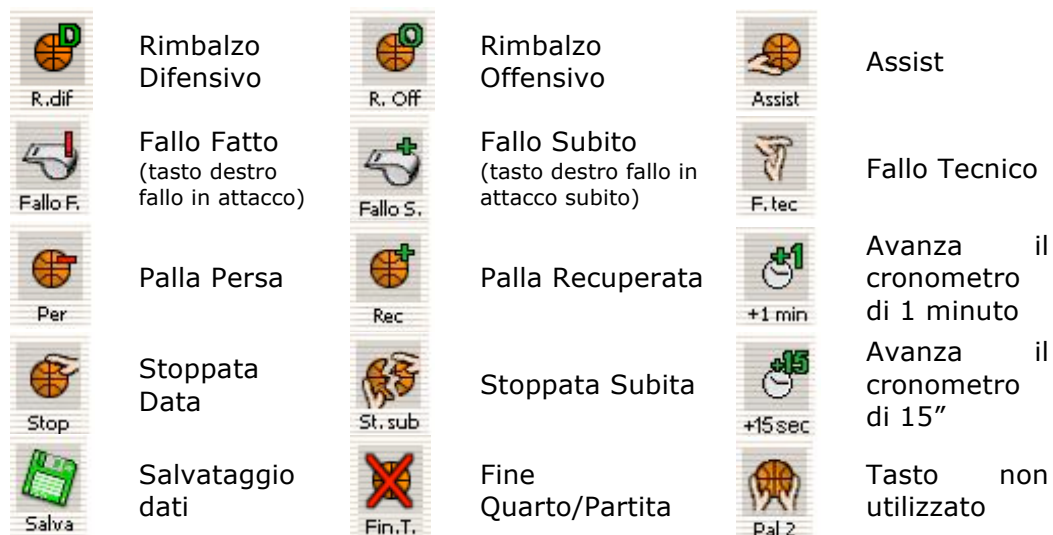 D
R.dif
Rimbalzo
Difensivo
O
R. Off
Rimbalzo
Offensivo
Assist
Assist
Fallo F.
Fallo Fatto
(tasto destro
fallo in attacco)
Fallo S.
Fallo Subito
(tasto destro fallo in
attacco subito)
F. tec
Fallo Tecnico
Per
Palla Persa
Rec
Palla Recuperata
+1
+1 min
Avanza il
cronometro
di 1 minuto
Stop
Stoppata
Data
St. sub
Stoppata Subita
+15
+15 sec
Avanza il
cronometro
di 15”
Salva
Salvataggio
dati
Fin.T.
Fine
Quarto/Partita
Pal 2
Tasto non
utilizzato